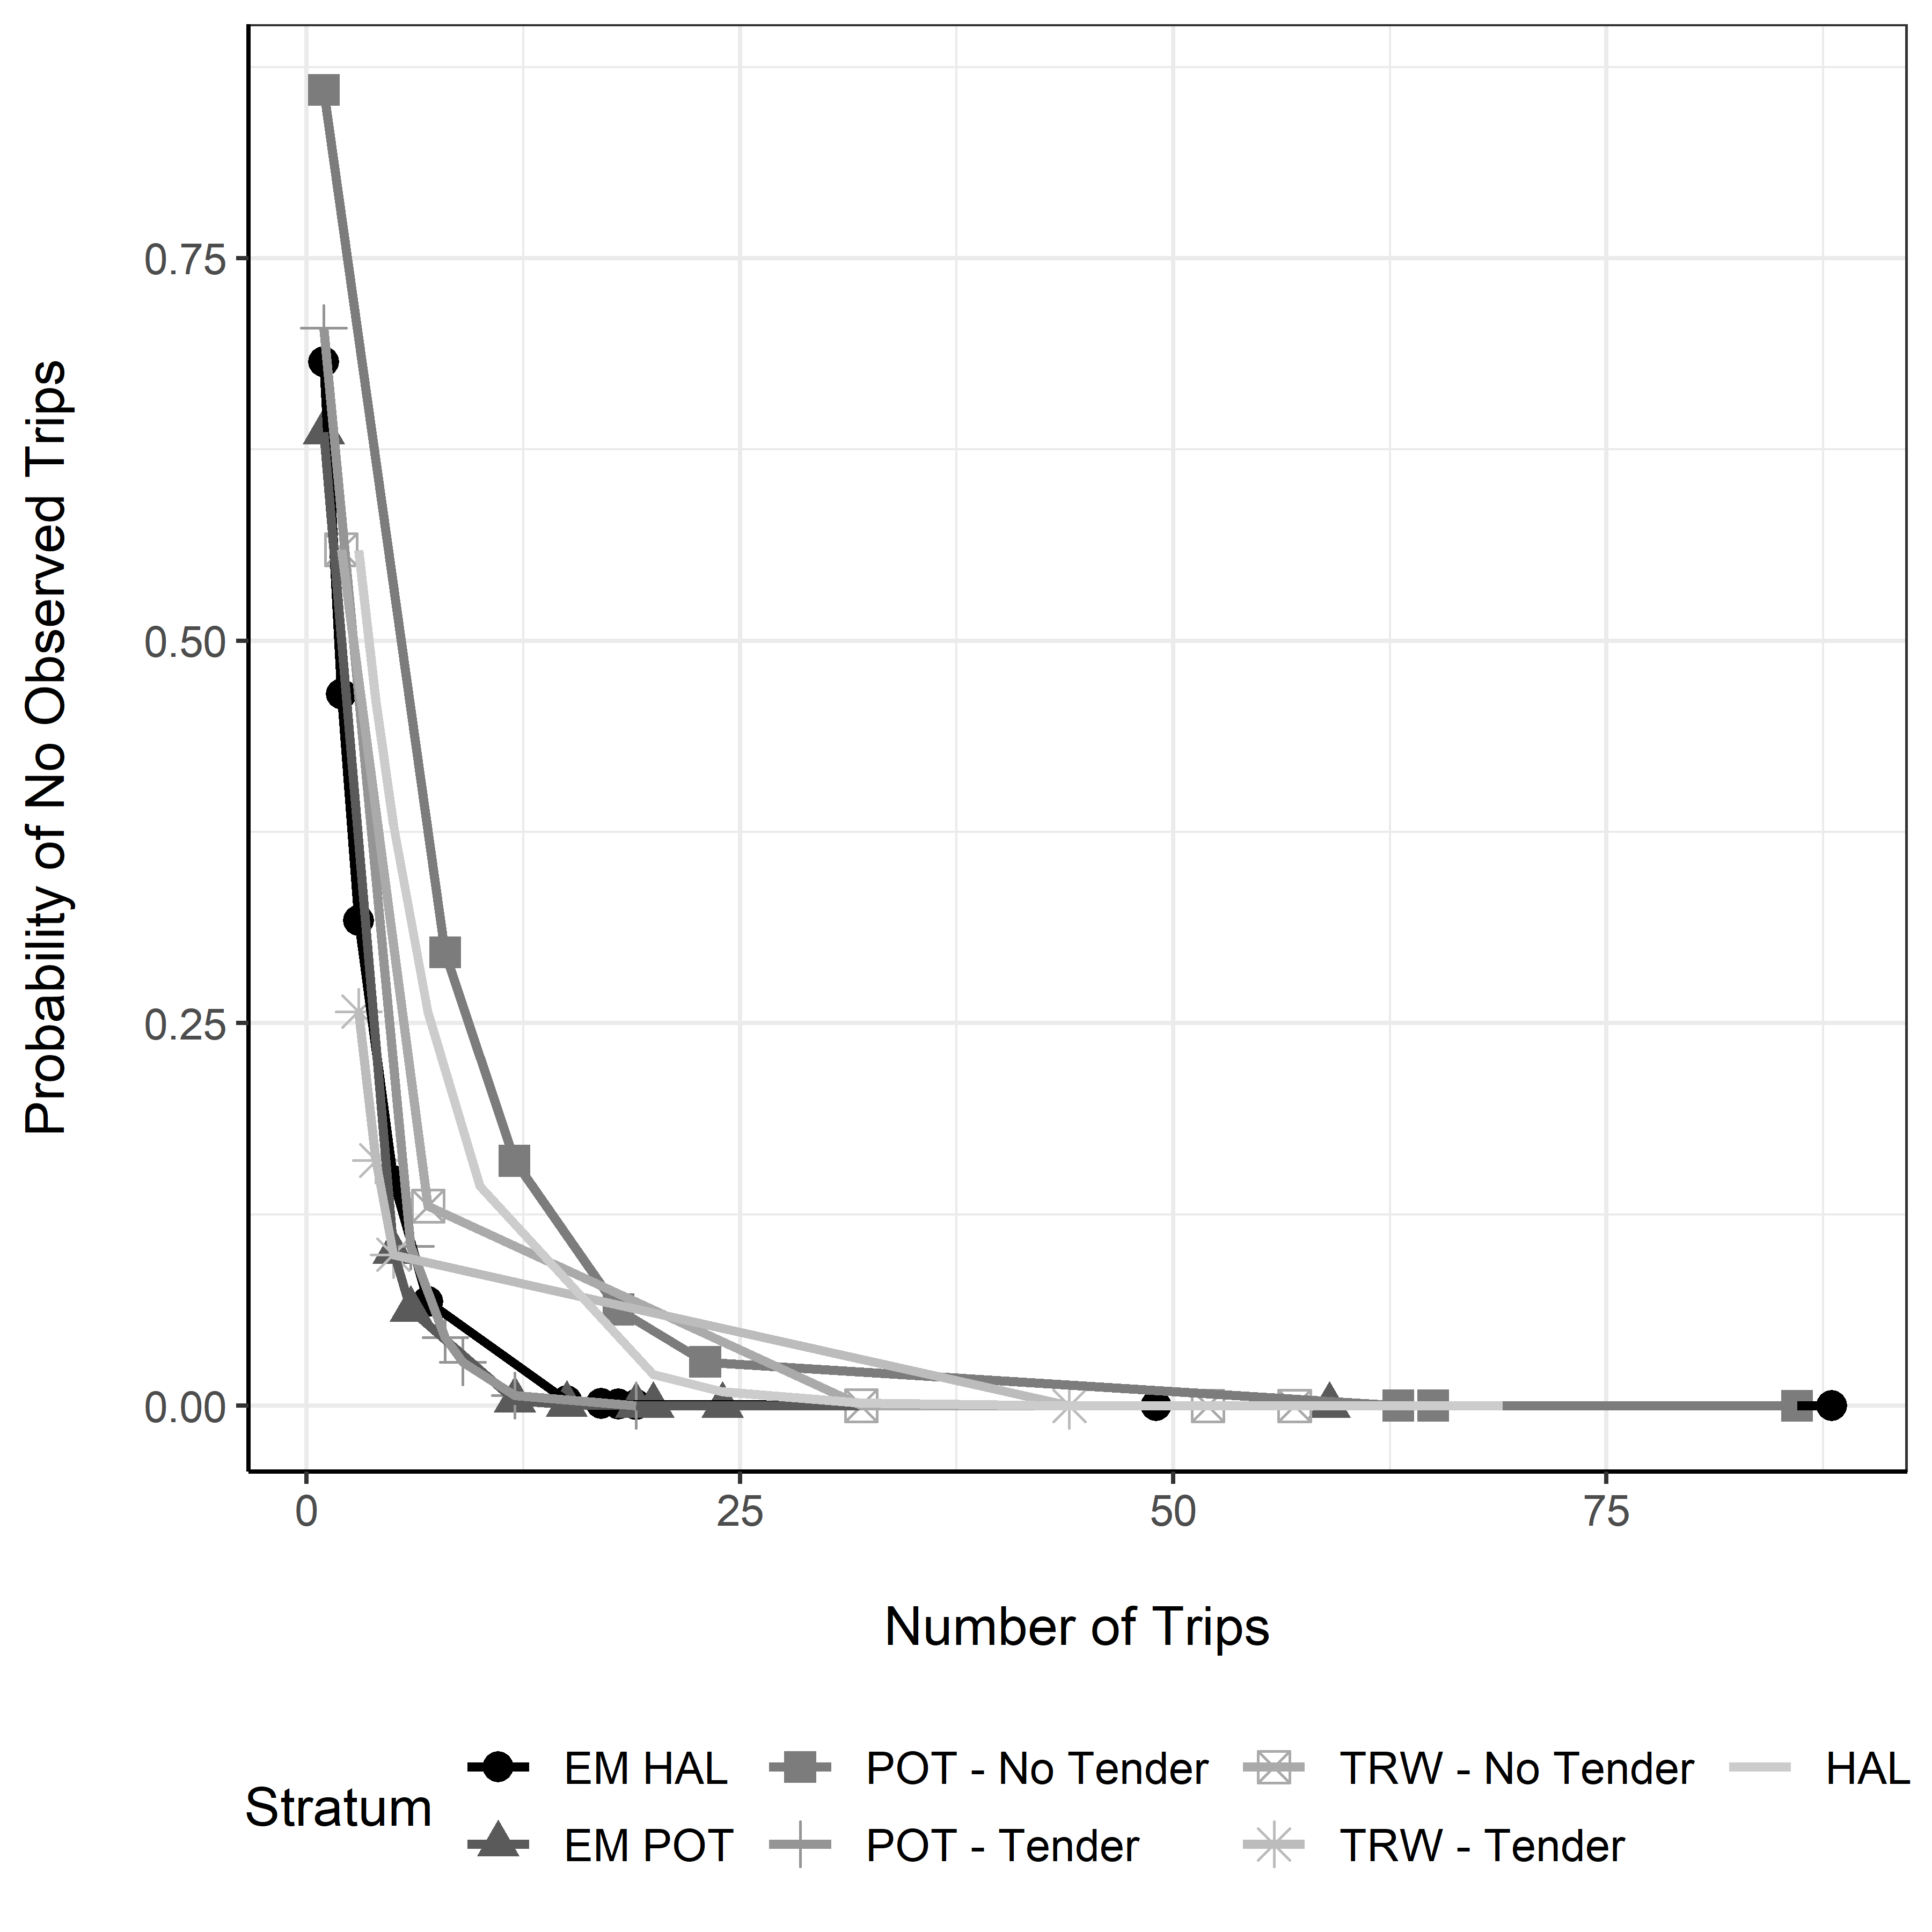 Probability of No Observed Trips
0.75
0.50
0.25
0.00
0 25 50 75
Number of Trips
Stratum
EM HAL POT - No Tender TRW - No Tender HAL
EM POT POT - Tender TRW - Tender